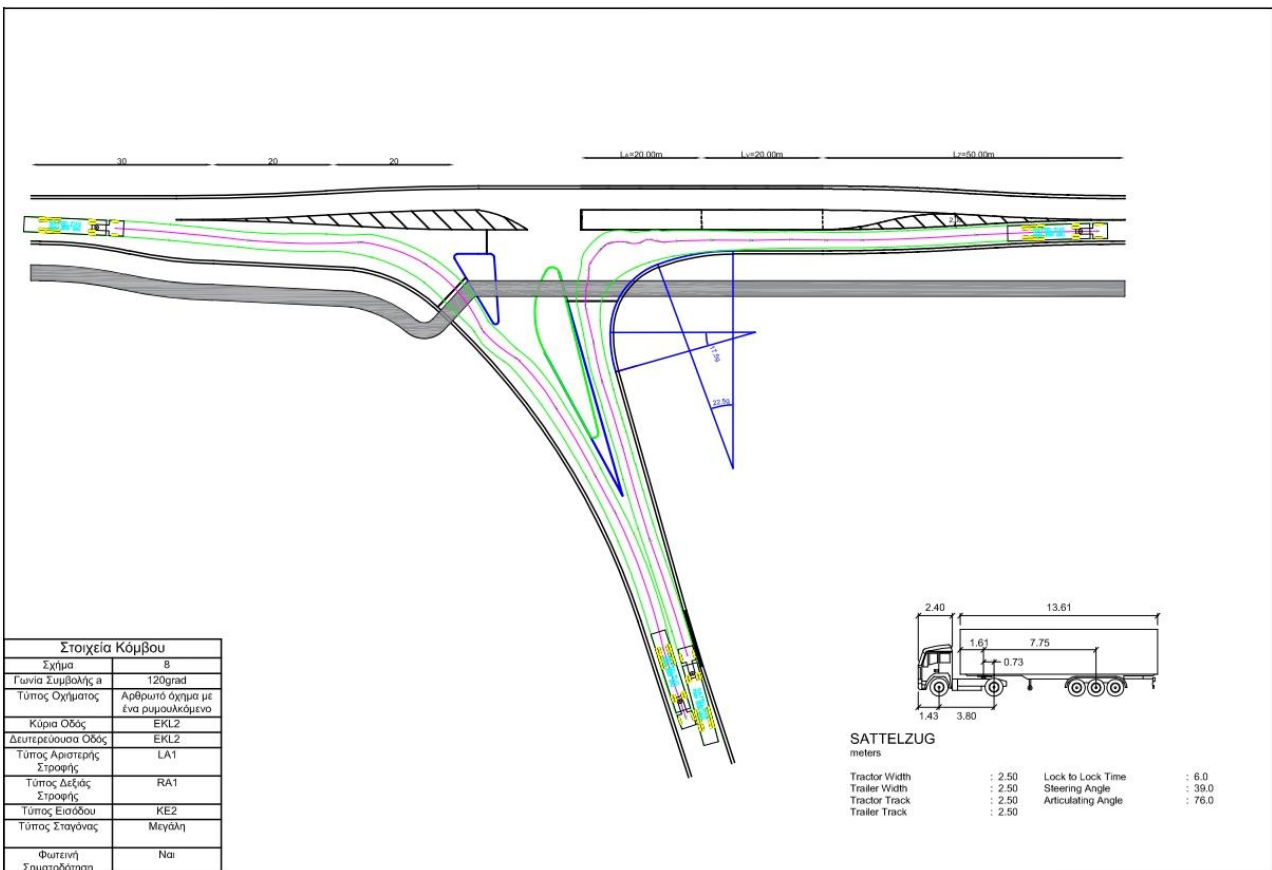 30
20
20
LA=20.00m
LV=20.00m
LZ=50.00m
17.5g
22.5g
Στοιχεία Κόμβου
Σχήμα 8
Γωνία Συμβολής a 120grad
Τύπος Οχήματος Αρθρωτό όχημα με
ένα ρυμουλκόμενο
Κύρια Οδός EKL2
Δευτερεύουσα Οδός EKL2
Τύπος Αριστερής LA1
Στροφής
Τύπος Δεξιάς RA1
Στροφής
Τύπος Εισόδου KE2
Τύπος Σταγόνας Μεγάλη
Φωτεινή Ναι
Σηματοδότηση
2.40
13.61
1.61
7.75
0.73
1.43
3.80
SATTELZUG
meters
Tractor Width : 2.50 Lock to Lock Time : 6.0
Trailer Width : 2.50 Steering Angle : 39.0
Tractor Track : 2.50 Articulating Angle : 76.0
Trailer Track : 2.50